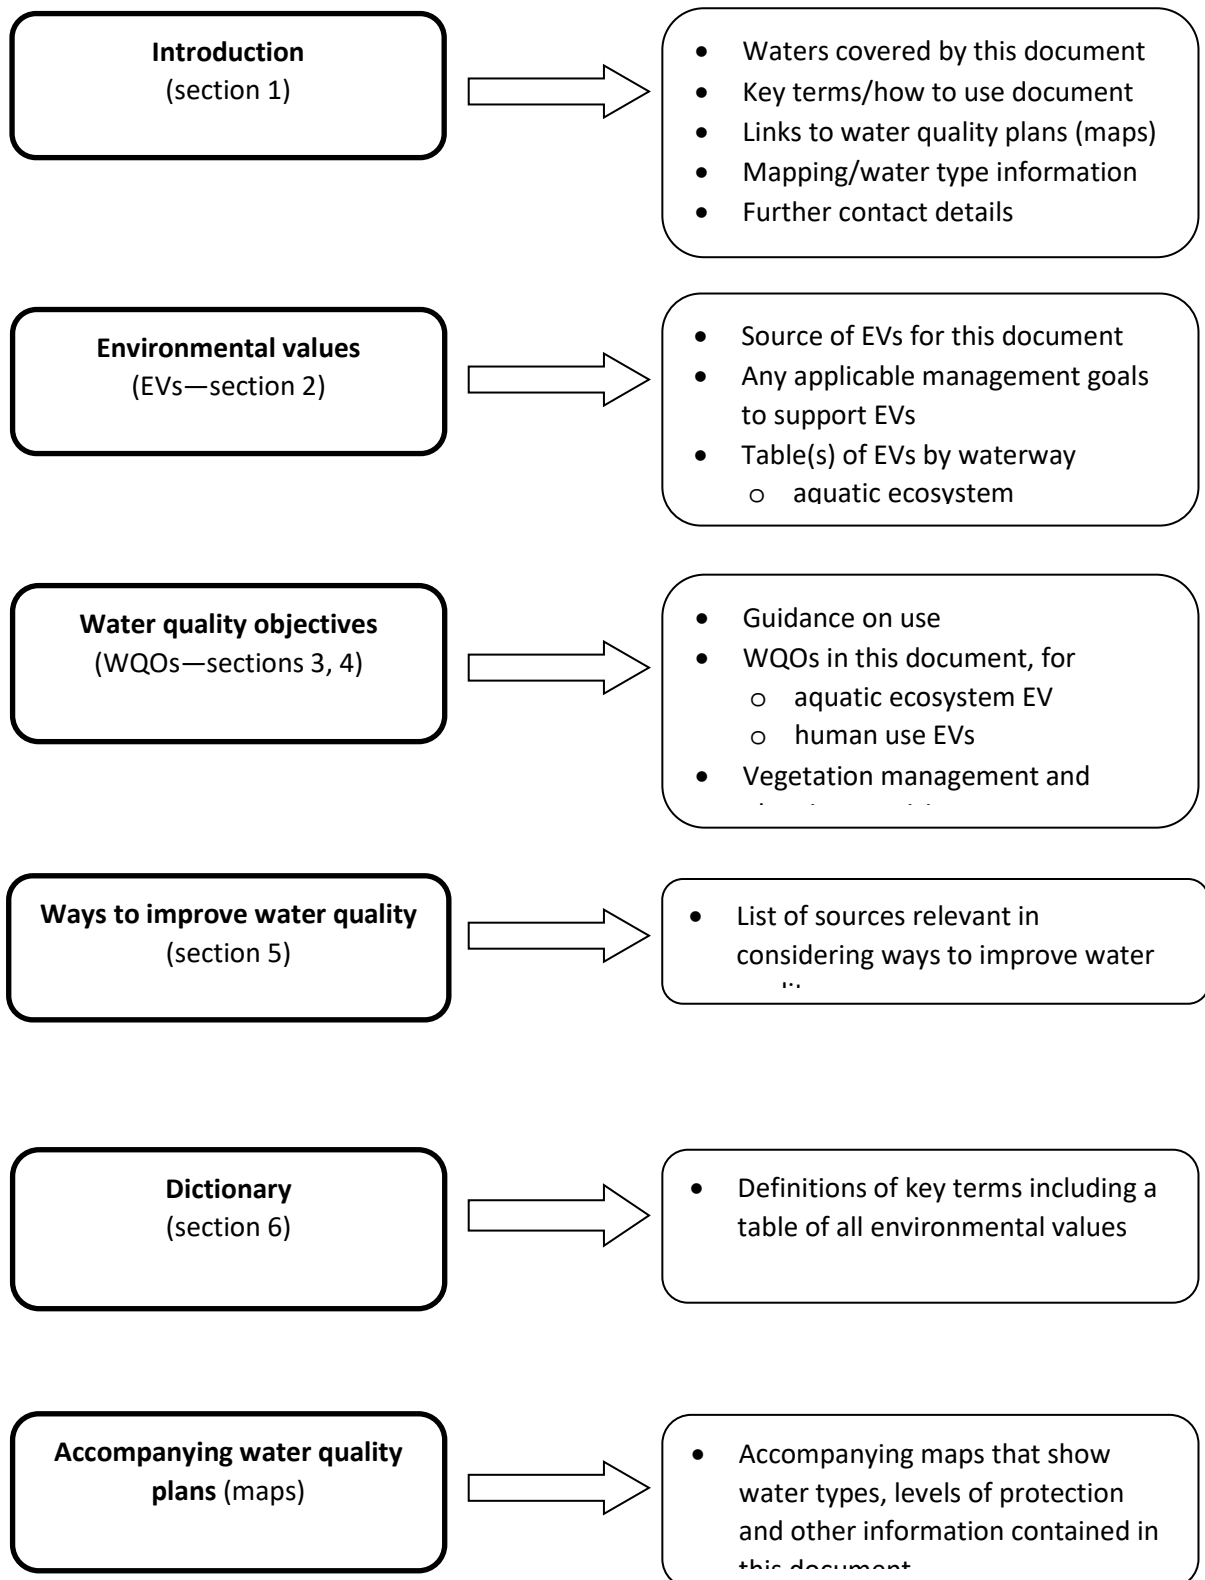 Introduction
(section 1)
• Waters covered by this document
• Key terms/how to use document
• Links to water quality plans (maps)
• Mapping/water type information
• Further contact details
Environmental values
(EVs—section 2)
• Source of EVs for this document
• Any applicable management goals
to support EVs
• Table(s) of EVs by waterway
o aquatic ecosystem
Water quality objectives
(WQOs—sections 3, 4)
• Guidance on use
• WQOs in this document, for
o aquatic ecosystem EV
o human use EVs
• Vegetation management and
Ways to improve water quality
(section 5)
• List of sources relevant in
considering ways to improve water
Dictionary
(section 6)
• Definitions of key terms including a
table of all environmental values
Accompanying water quality
plans (maps)
• Accompanying maps that show
water types, levels of protection
and other information contained in
this document